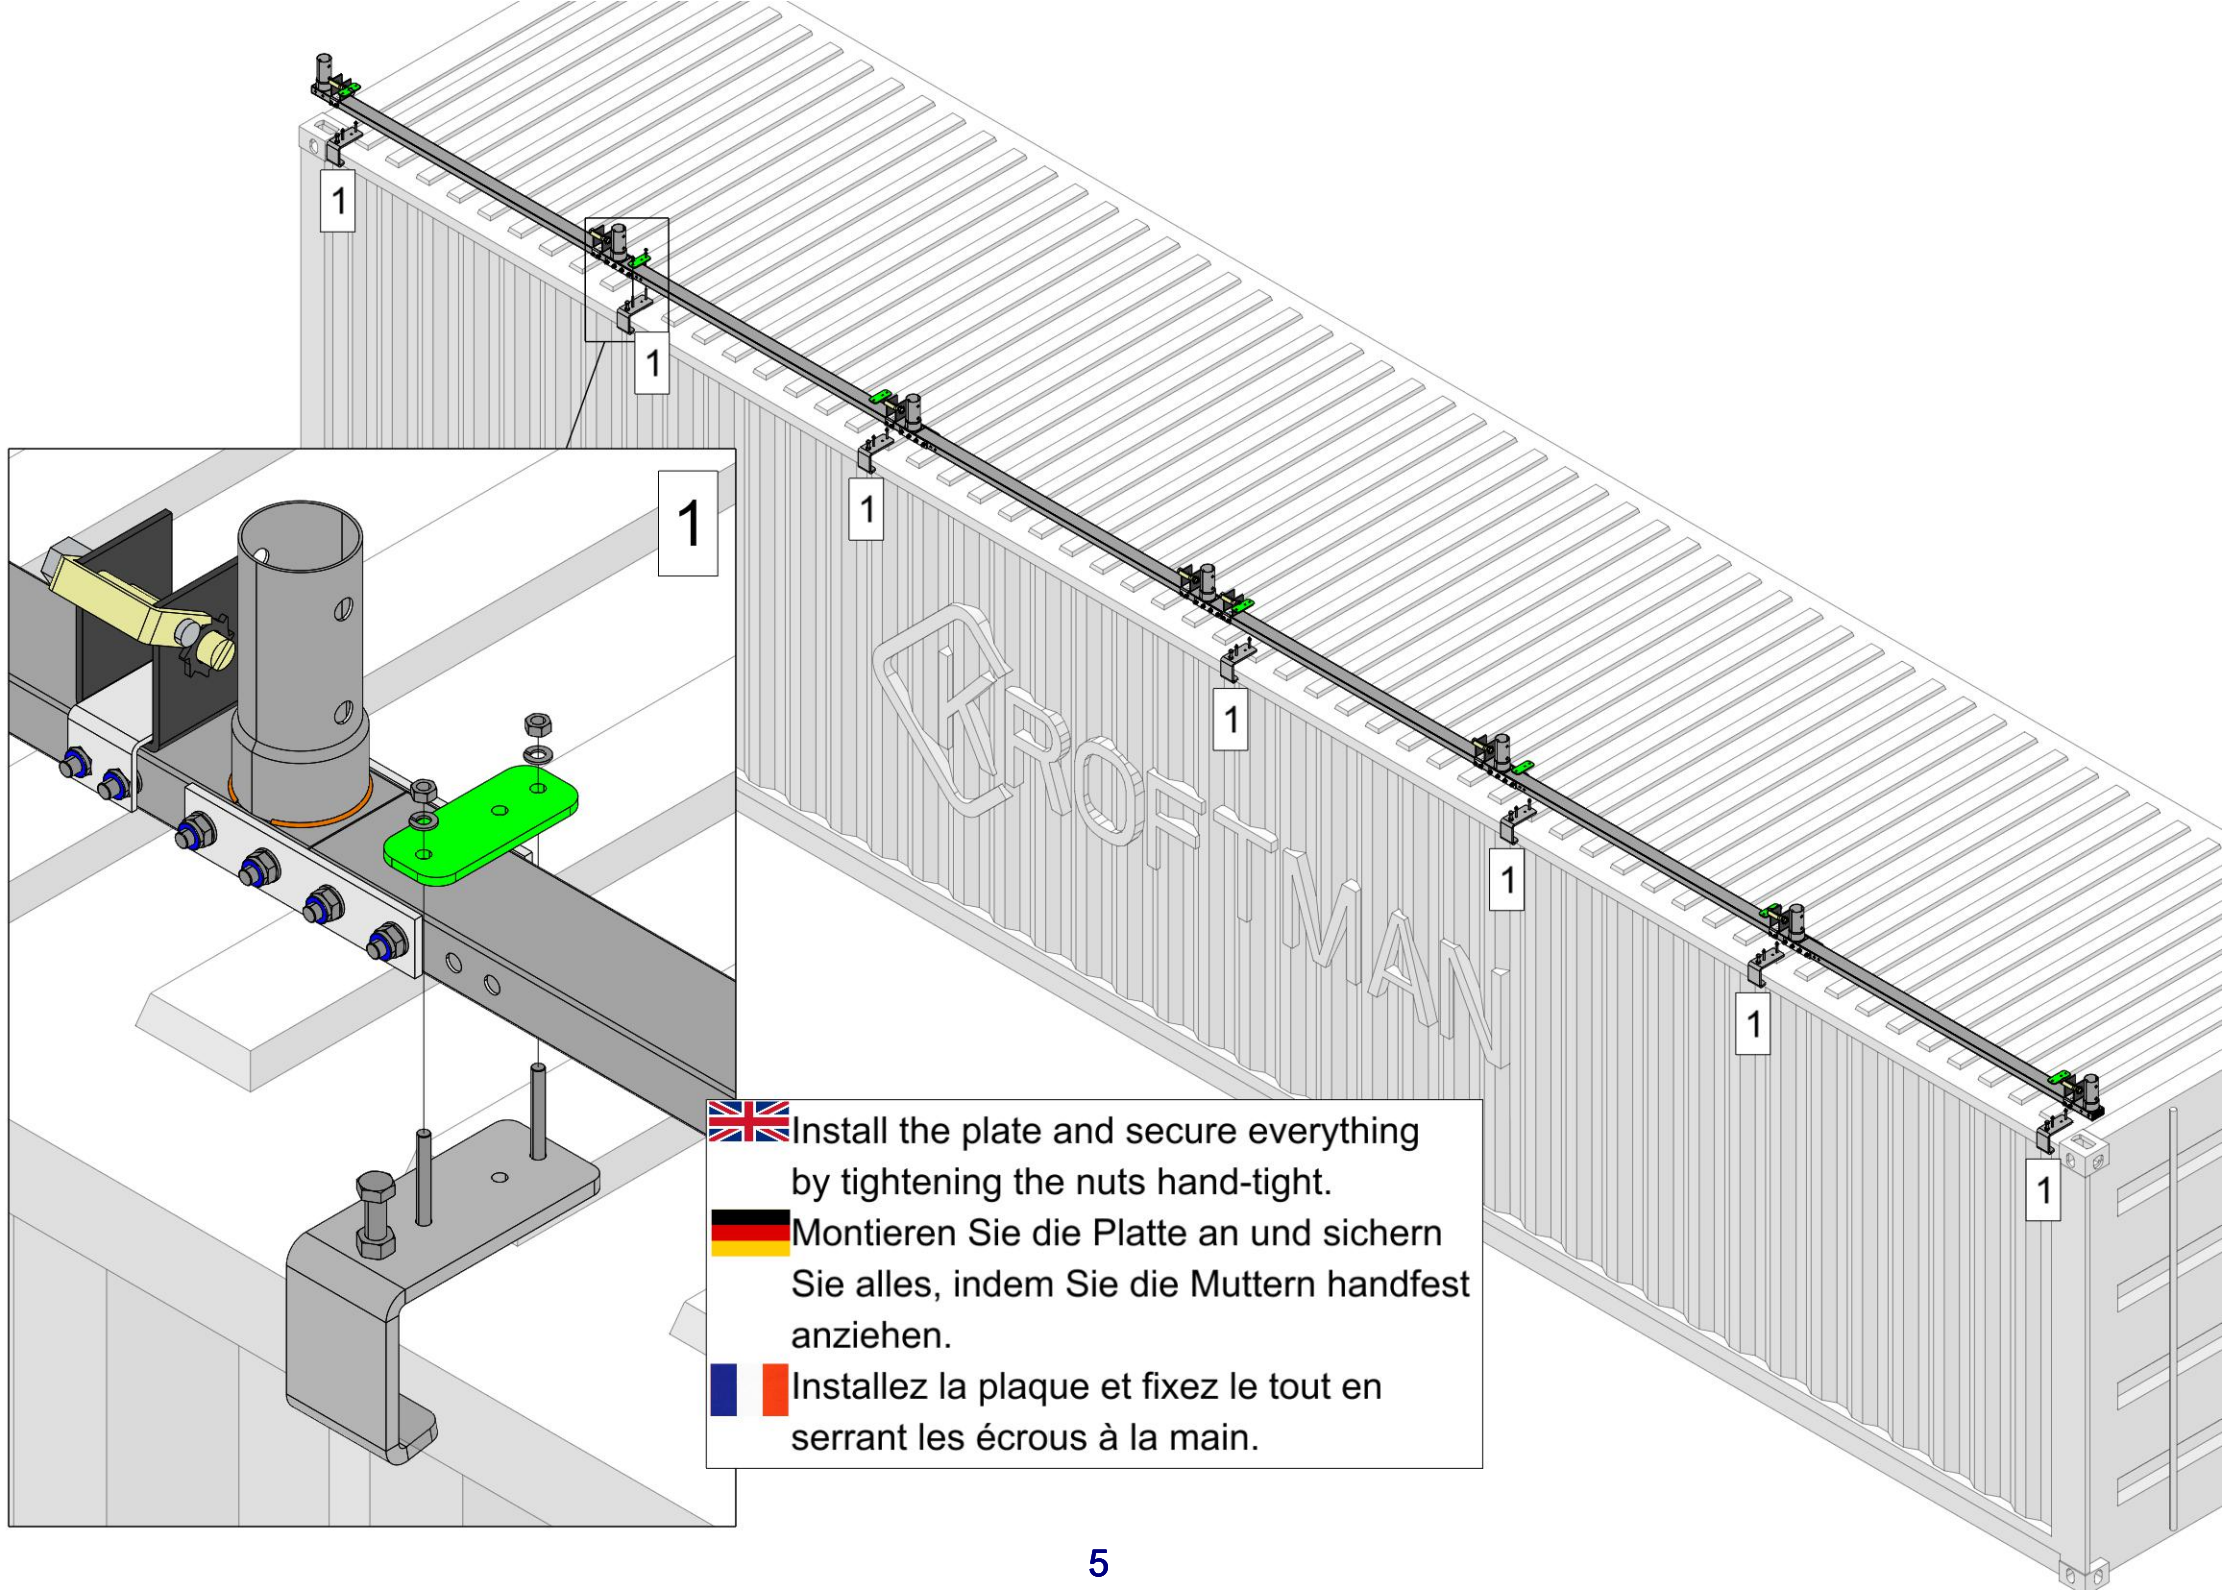 1
1
1
1
1
1
1
1
KROFTMAN
Install the plate and secure everything
by tightening the nuts hand-tight.
Montieren Sie die Platte an und sichern
Sie alles, indem Sie die Muttern handfest
anziehen.
Installez la plaque et fixez le tout en
serrant les écrous à la main.
5